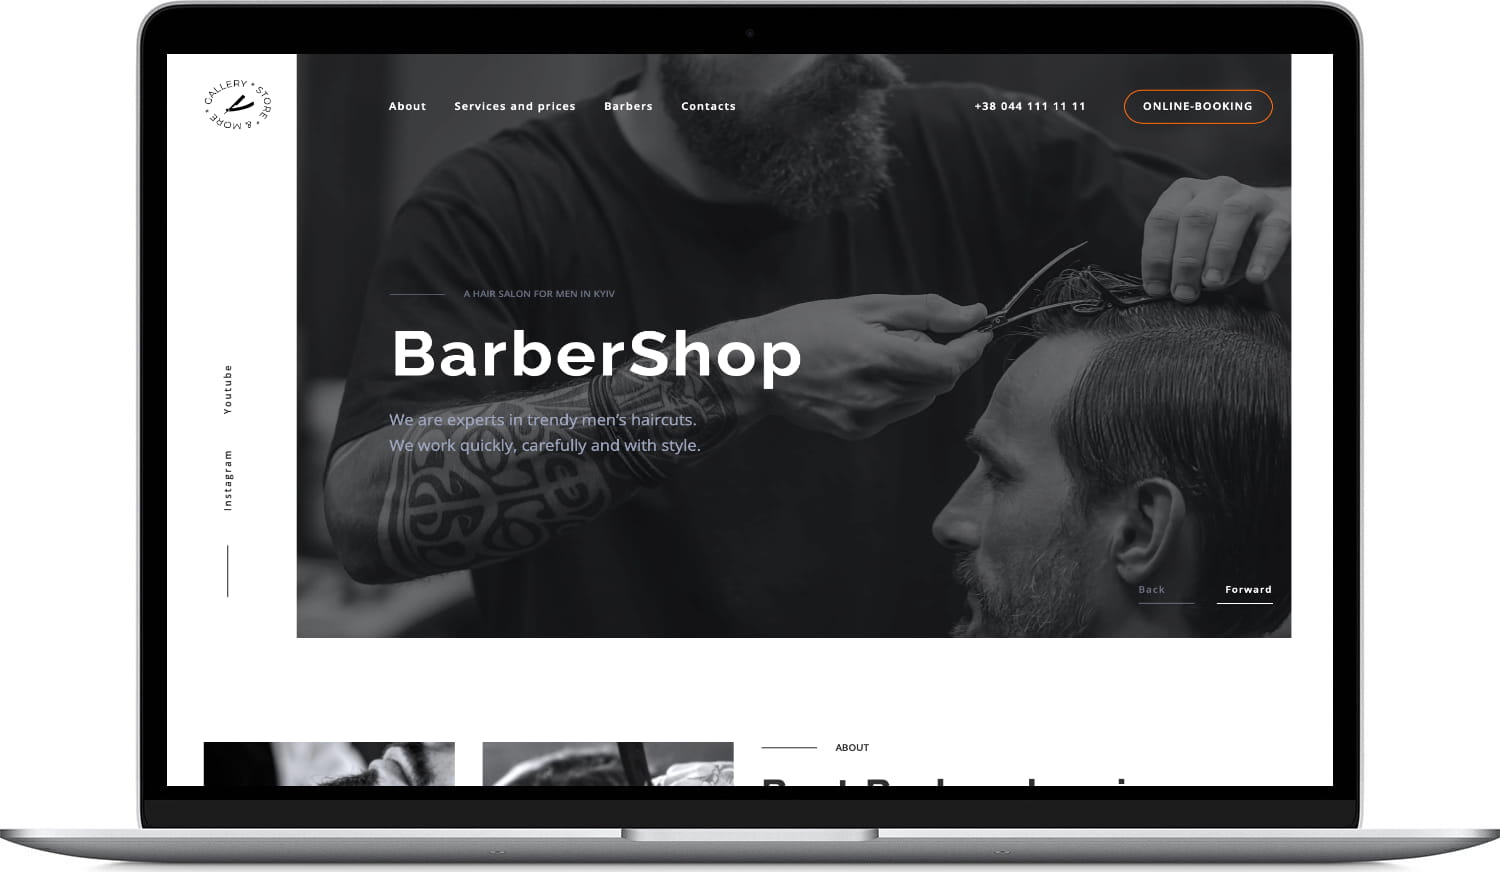 GALLERY * STORE * & MORE *
About
Services and prices
Barbers
Contacts
+38 044 111 11 11
ONLINE-BOOKING
A HAIR SALON FOR MEN IN KYIV
BarberShop
We are experts in trendy men's haircuts.
We work quickly, carefully and with style.
Youtube
Instagram
Back
Forward
ABOUT